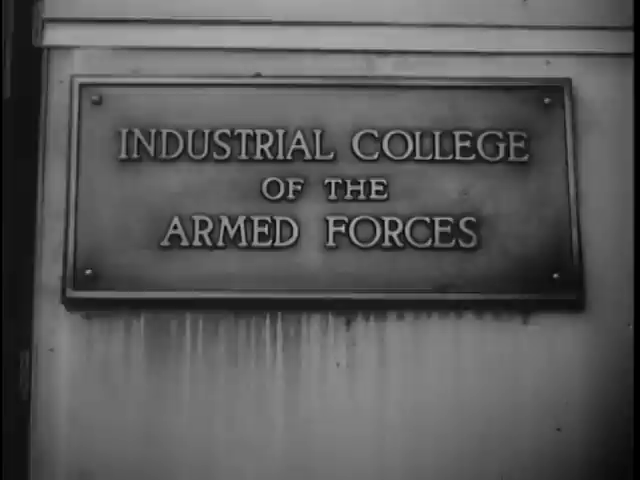 INDUSTRIAL COLLEGE
OF THE
ARMED FORCES